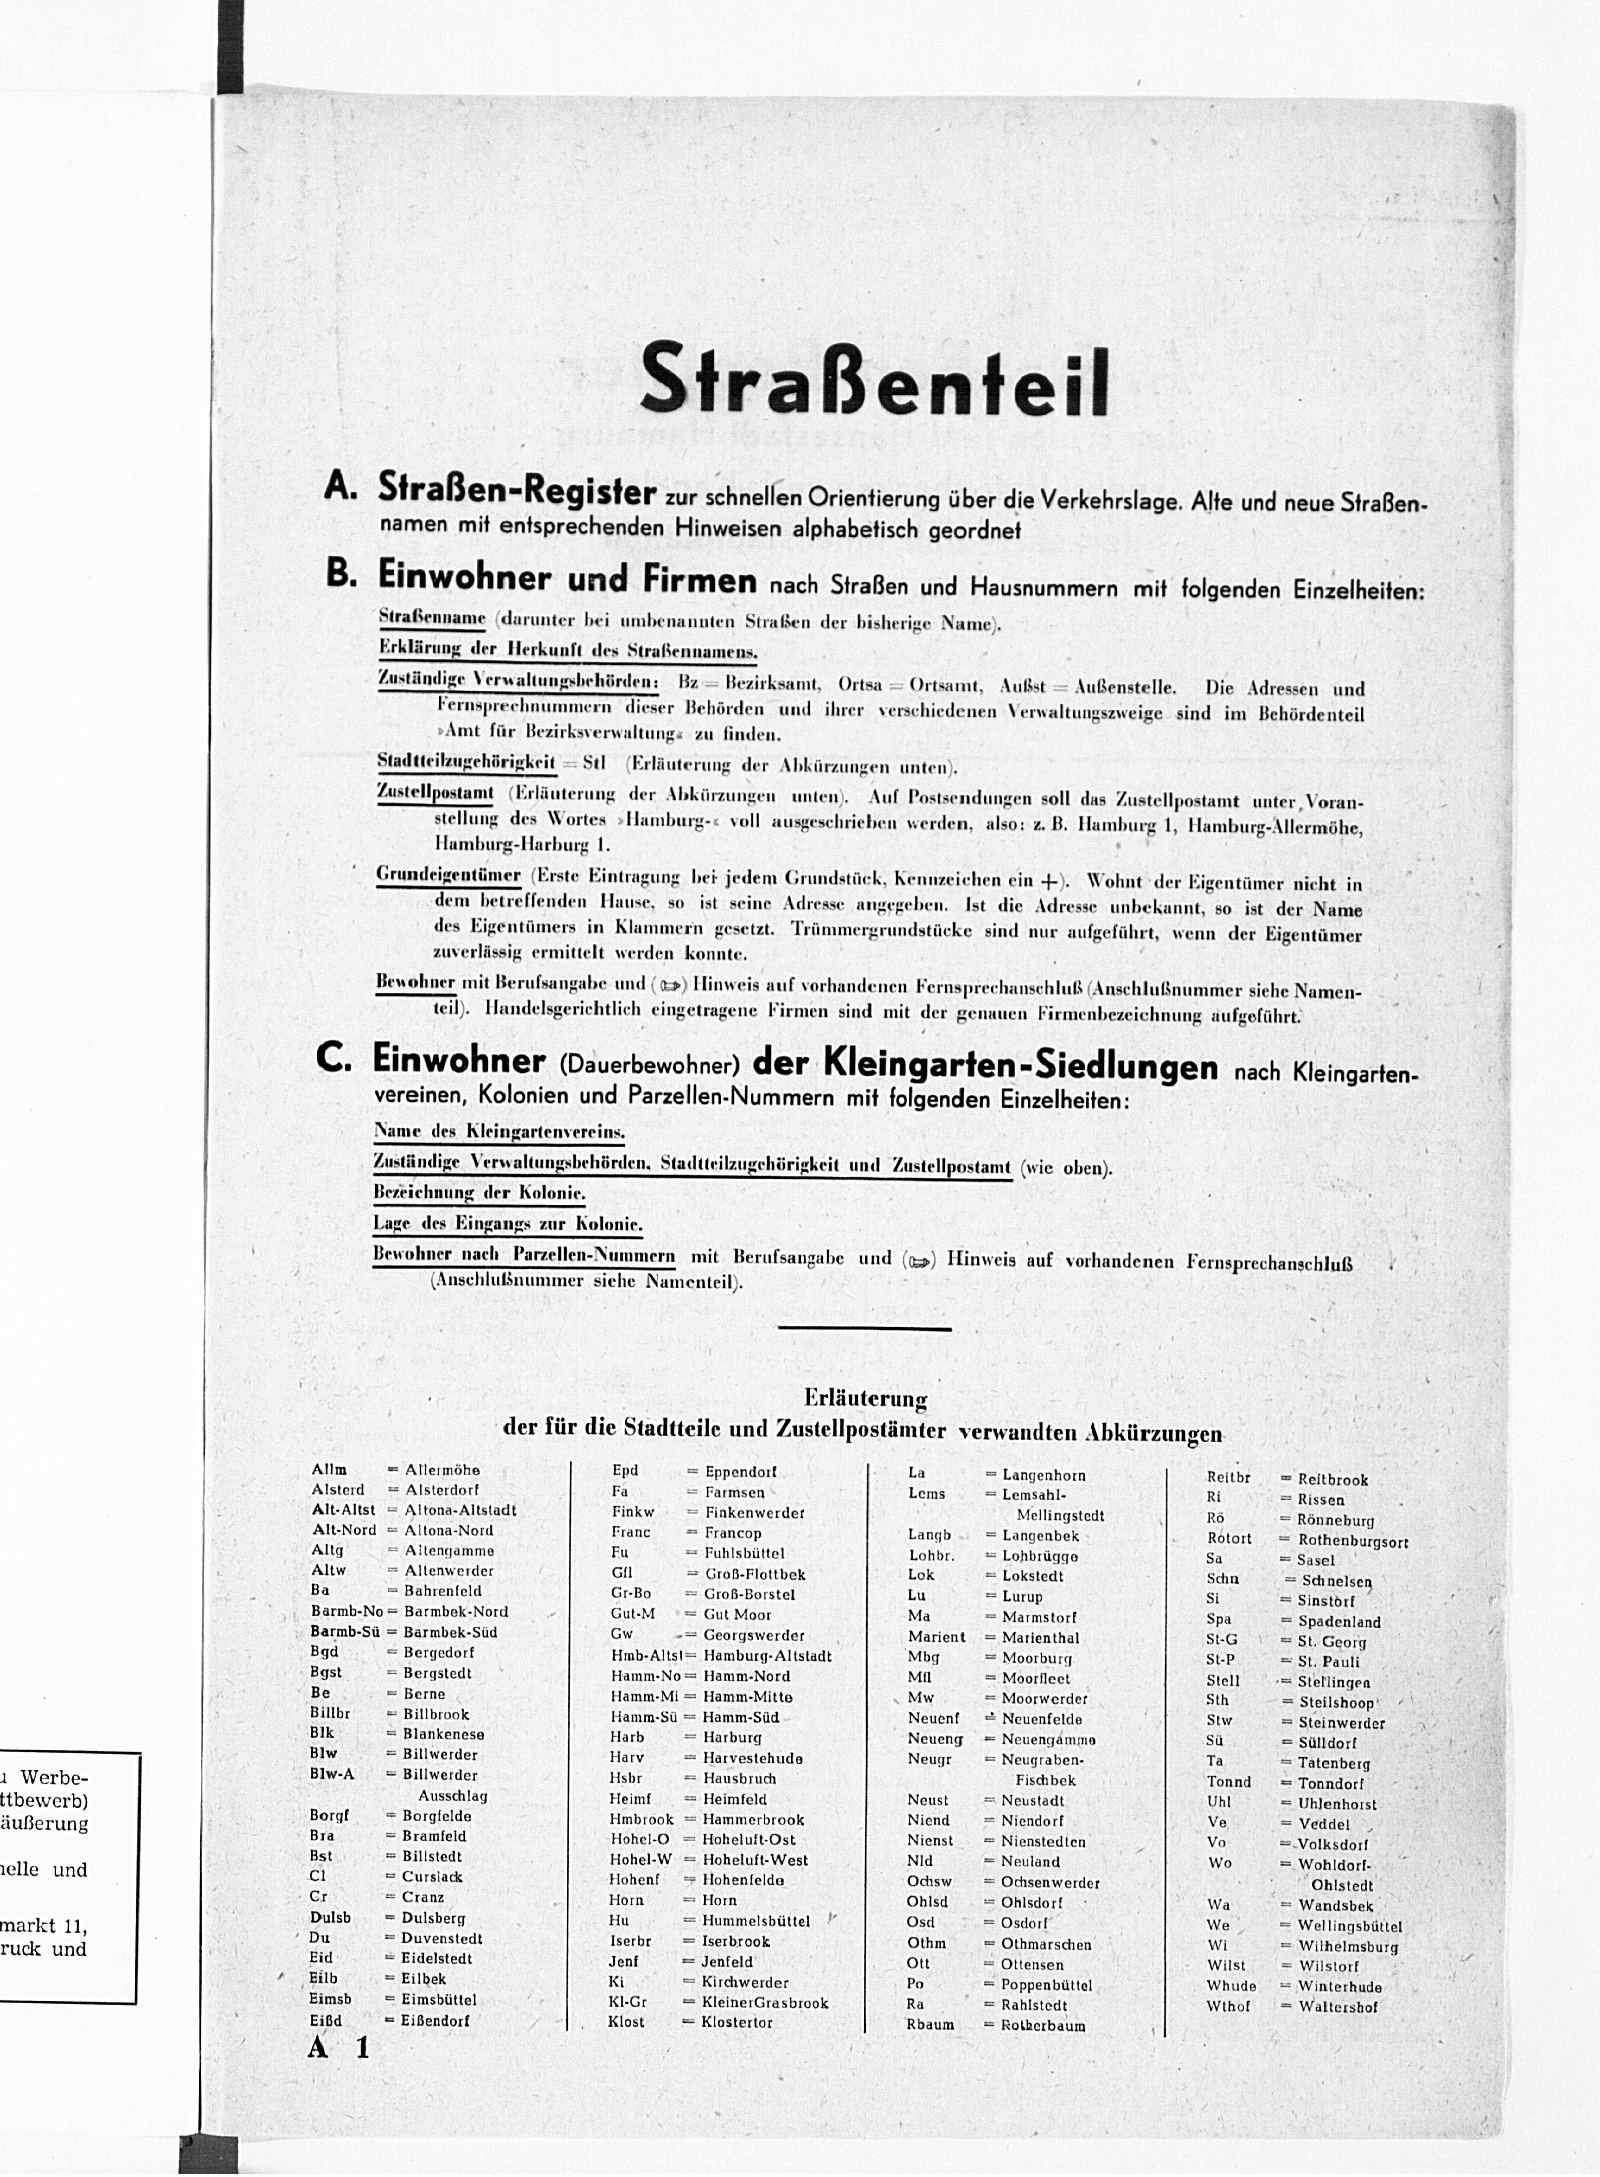 Straßenteil
A. Straßen-Register zur schnellen Orientierung über die Verkehrslage. Alte und neue Straßen-
namen mit entsprechenden Hinweisen alphabetisch geordnet
B. Einwohner und Firmen nach Straßen und Hausnummern mit folgenden Einzelheiten:
Straßenname (darunter bei umbenannten Straßen der bisherige Name).
Erklärung der Herkunft des Straßennamens.
Zuständige Verwaltungsbehörden: Bz = Bezirksamt, Ortsa = Ortsamt, Außst = Außenstelle. Die Adressen und
Fernsprechnummern dieser Behörden und ihrer verschiedenen Verwaltungszweige sind im Behördenteil
»Amt für Bezirksverwaltung« zu finden.
Stadtteilzugehörigkeit = Stl (Erläuterung der Abkürzungen unten).
Zustellpostamt (Erläuterung der Abkürzungen unten). Auf Postsendungen soll das Zustellpostamt unter Voran-
stellung des Wortes »Hamburg-« voll ausgeschrieben werden, also: z. B. Hamburg 1, Hamburg-Allermöhe,
Hamburg-Harburg 1.
Grundeigentümer (Erste Eintragung bei jedem Grundstück, Kennzeichen ein +). Wohnt der Eigentümer nicht in
dem betreffenden Hause, so ist seine Adresse angegeben. Ist die Adresse unbekannt, so ist der Name
des Eigentümers in Klammern gesetzt. Trümmergrundstücke sind nur aufgeführt, wenn der Eigentümer
zuverlässig ermittelt werden konnte.
Bewohner mit Berufsangabe und ( ) Hinweis auf vorhandenen Fernsprechanschluß (Anschlußnummer siehe Namen-
teil). Handelsgerichtlich eingetragene Firmen sind mit der genauen Firmenbezeichnung aufgeführt.
C. Einwohner (Dauerbewohner) der Kleingarten-Siedlungen nach Kleingarten-
vereinen, Kolonien und Parzellen-Nummern mit folgenden Einzelheiten:
Name des Kleingartenvereins.
Zuständige Verwaltungsbehörden, Stadtteilzugehörigkeit und Zustellpostamt (wie oben).
Bezeichnung der Kolonie.
Lage des Eingangs zur Kolonie.
Bewohner nach Parzellen-Nummern mit Berufsangabe und ( ) Hinweis auf vorhandenen Fernsprechanschluß
(Anschlußnummer siehe Namenteil).
Erläuterung
der für die Stadtteile und Zustellpostämter verwandten Abkürzungen
Allm = Allermöhe
Alsterd = Alsterdorf
Alt-Altst = Altona-Altstadt
Alt-Nord = Altona-Nord
Altg = Altengamme
Altw = Altenwerder
Ba = Bahrenfeld
Barmb-No = Barmbek-Nord
Barmb-Sü = Barmbek-Süd
Bgd = Bergedorf
Bgst = Bergstedt
Be = Berne
Billbr = Billbrook
Blk = Blankenese
Blw = Billwerder
Blw-A = Billwerder
Ausschlag
Borgf = Borgfelde
Bra = Bramfeld
Bst = Billstedt
Cl = Curslack
Cr = Cranz
Dulsb = Dulsberg
Du = Duvenstedt
Eid = Eidelstedt
Eilb = Eilbek
Eimsb = Eimsbüttel
Eißd = Eißendorf
Epd = Eppendorf
Fa = Farmsen
Finkw = Finkenwerder
Franc = Francop
Fu = Fuhlsbüttel
Gfl = Groß-Flottbek
Gr-Bo = Groß-Borstel
Gut-M = Gut Moor
Gw = Georgswerder
Hmb-Altst = Hamburg-Altstadt
Hamm-No = Hamm-Nord
Hamm-Mi = Hamm-Mitte
Hamm-Sü = Hamm-Süd
Harb = Harburg
Harv = Harvestehude
Hsbr = Hausbruch
Heimf = Heimfeld
Hmbrook = Hammerbrook
Hohel-O = Hoheluft-Ost
Hohel-W = Hoheluft-West
Hohenf = Hohenfelde
Horn = Horn
Hu = Hummelsbüttel
Iserbr = Iserbrook
Jenf = Jenfeld
Ki = Kirchwerder
Kl-Gr = Kleiner Grasbrook
Klost = Klostertor
La = Langenhorn
Lems = Lemsahl-
Mellingstedt
Langb = Langenbek
Lohbr. = Lohbrügge
Lok = Lokstedt
Lu = Lurup
Ma = Marmstorf
Marient = Marienthal
Mbg = Moorburg
Mfl = Moorfleet
Mw = Moorwerder
Neuenf = Neuenfelde
Neueng = Neuengamme
Neugr = Neugraben-
Fischbek
Neust = Neustadt
Niend = Niendorf
Nienst = Nienstedten
Nld = Neuland
Ochsw = Ochsenwerder
Ohlsd = Ohlsdorf
Osd = Osdorf
Othm = Othmarschen
Ott = Ottensen
Po = Poppenbüttel
Ra = Rahlstedt
Rbaum = Rotherbaum
Reitbr = Reitbrook
Ri = Rissen
Rö = Rönneburg
Rotort = Rothenburgsort
Sa = Sasel
Schn = Schnelsen
Si = Sinstorf
Spa = Spadenland
St-G = St. Georg
St-P = St. Pauli
Stell = Stellingen
Sth = Steilshoop
Stw = Steinwerder
Sü = Sülldorf
Ta = Tatenberg
Tonnd = Tonndorf
Uhl = Uhlenhorst
Ve = Veddel
Vo = Volksdorf
Wo = Wohldorf-
Ohlstedt
Wa = Wandsbek
We = Wellingsbüttel
Wi = Wilhelmsburg
Wilst = Wilstorf
Whude = Winterhude
Wthof = Waltershof
A 1
Werbe-
ttbewerb)
äußerung
elle und
markt 11,
ruck und